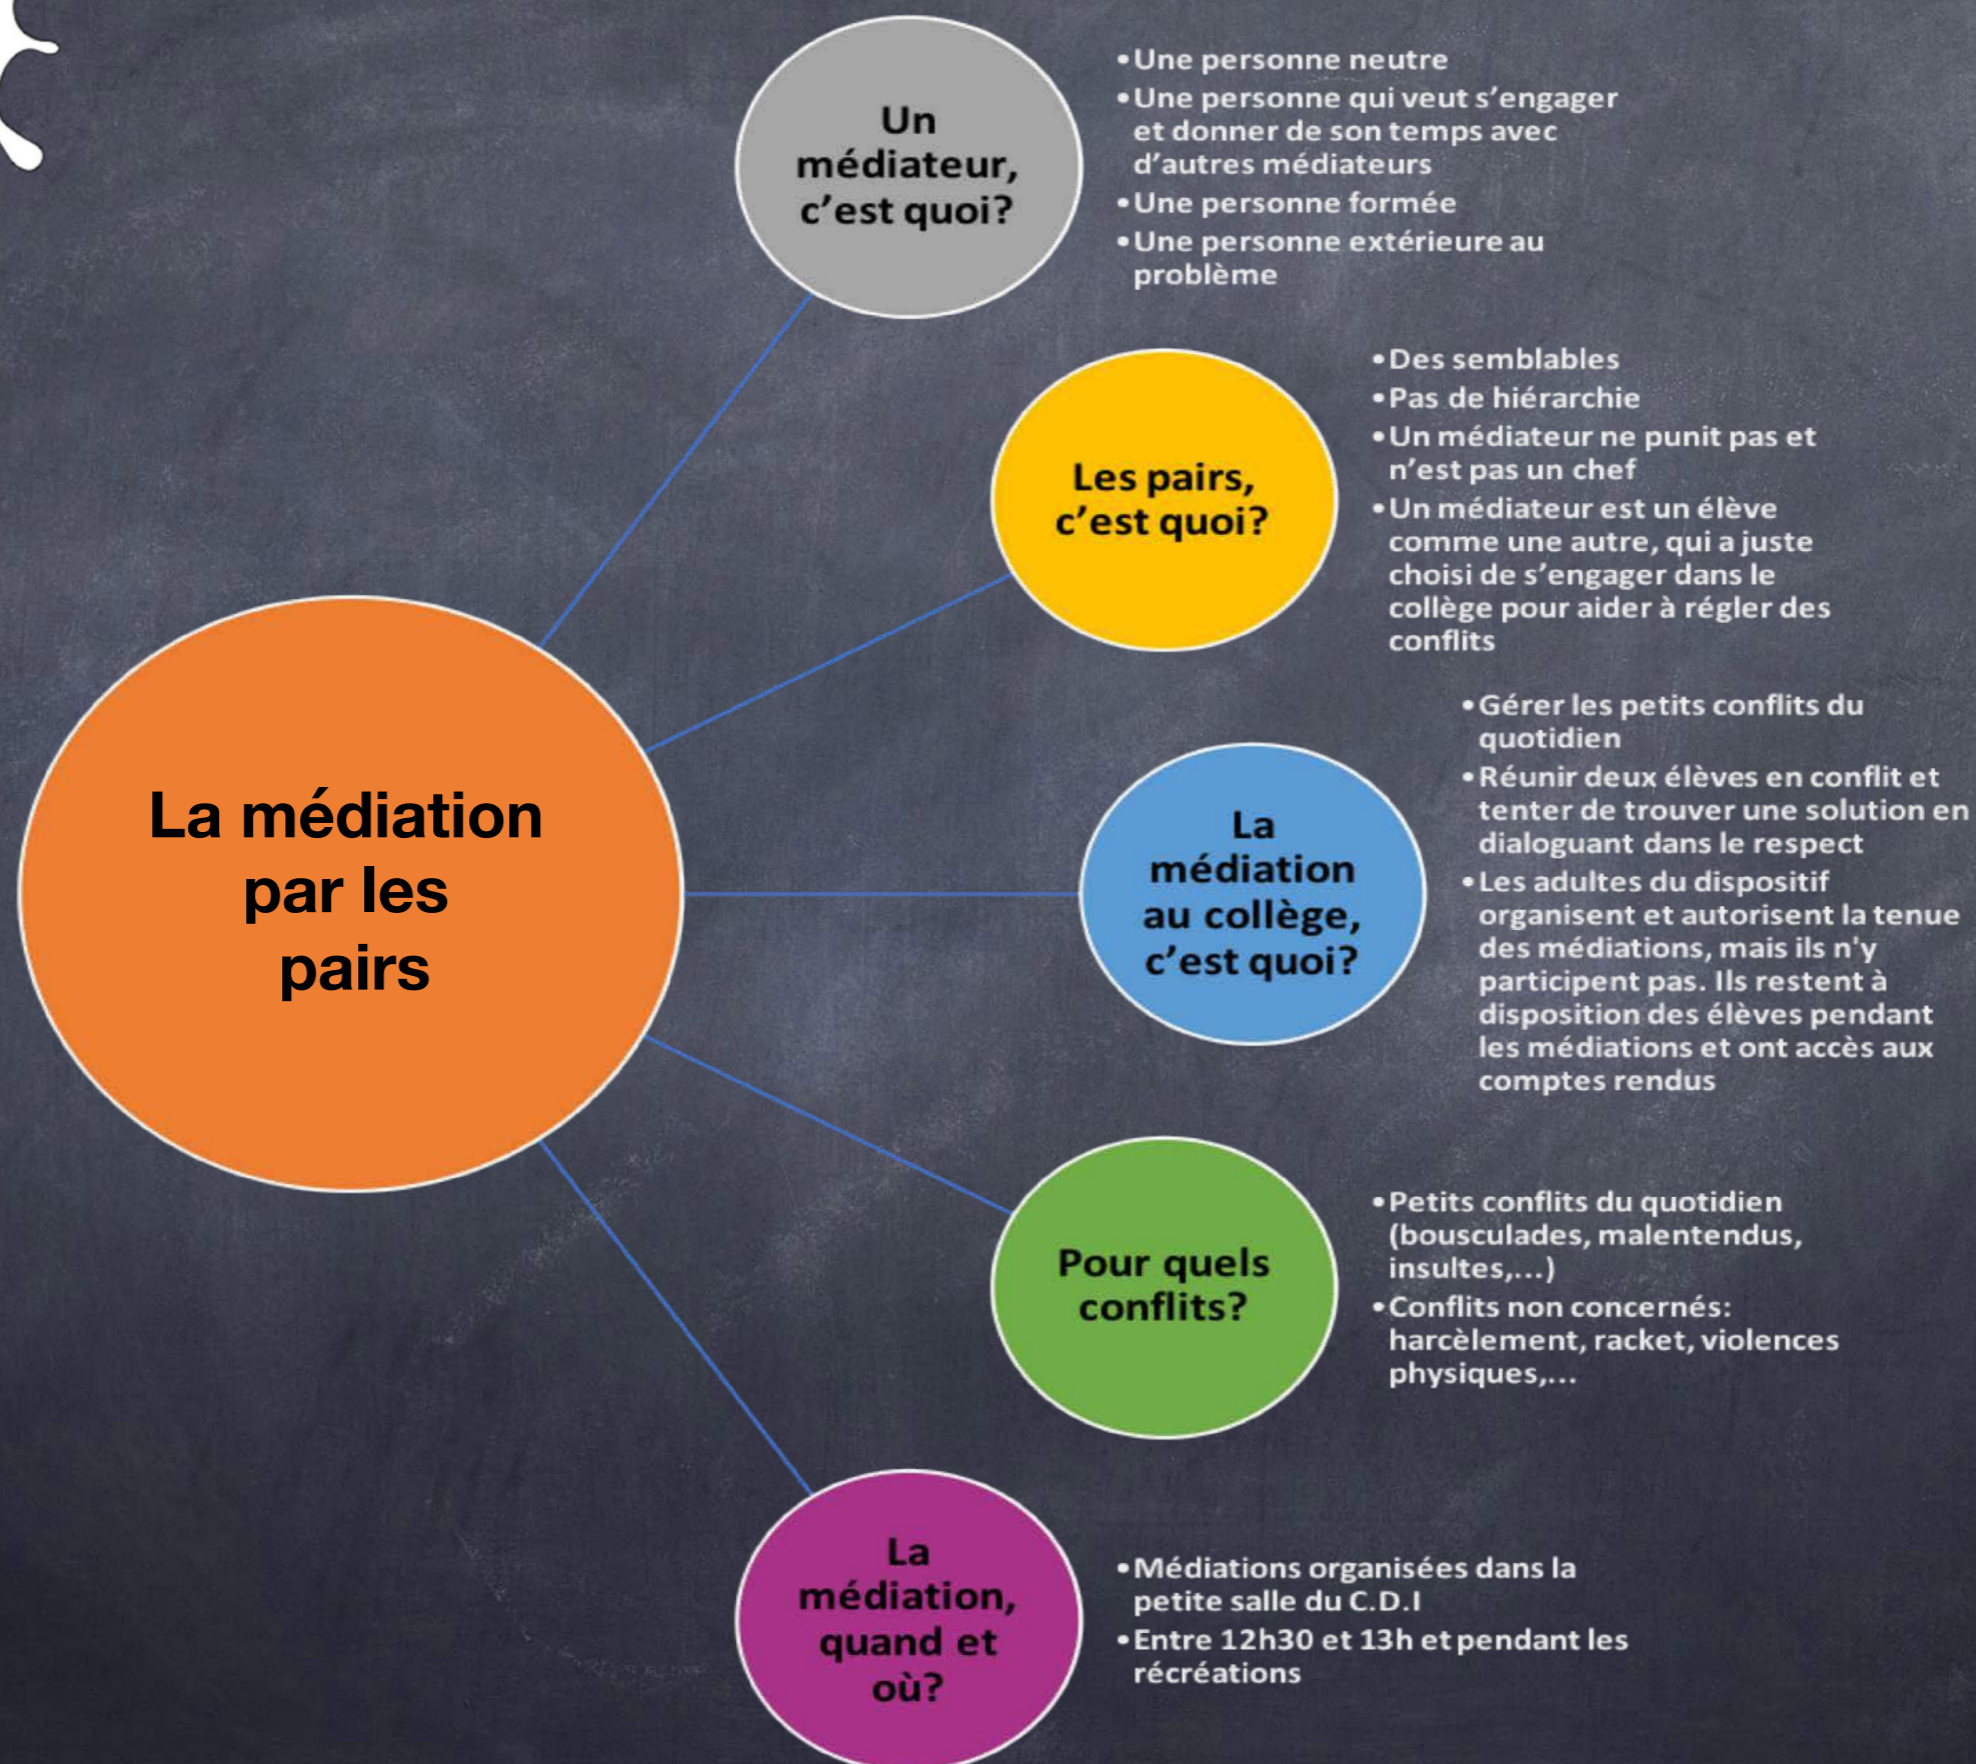 Un
médiateur,
c'est quoi?
•Une personne neutre
•Une personne qui veut s'engager
et donner de son temps avec
d'autres médiateurs
•Une personne formée
•Une personne extérieure au
problème
Les pairs,
c'est quoi?
•Des semblables
•Pas de hiérarchie
•Un médiateur ne punit pas et
n'est pas un chef
•Un médiateur est un élève
comme une autre, qui a juste
choisi de s'engager dans le
collège pour aider à régler des
conflits
La médiation
par les
pairs
La
médiation
au collège,
c'est quoi?
•Gérer les petits conflits du
quotidien
•Réunir deux élèves en conflit et
tenter de trouver une solution en
dialoguant dans le respect
•Les adultes du dispositif
organisent et autorisent la tenue
des médiations, mais ils n'y
participent pas. Ils restent à
disposition des élèves pendant
les médiations et ont accès aux
comptes rendus
Pour quels
conflits?
•Petits conflits du quotidien
(bousculades, malentendus,
insultes,...)
•Conflits non concernés:
harcèlement, racket, violences
physiques,...
La
médiation,
quand et
où?
•Médiations organisées dans la
petite salle du C.D.I
•Entre 12h30 et 13h et pendant les
récréations